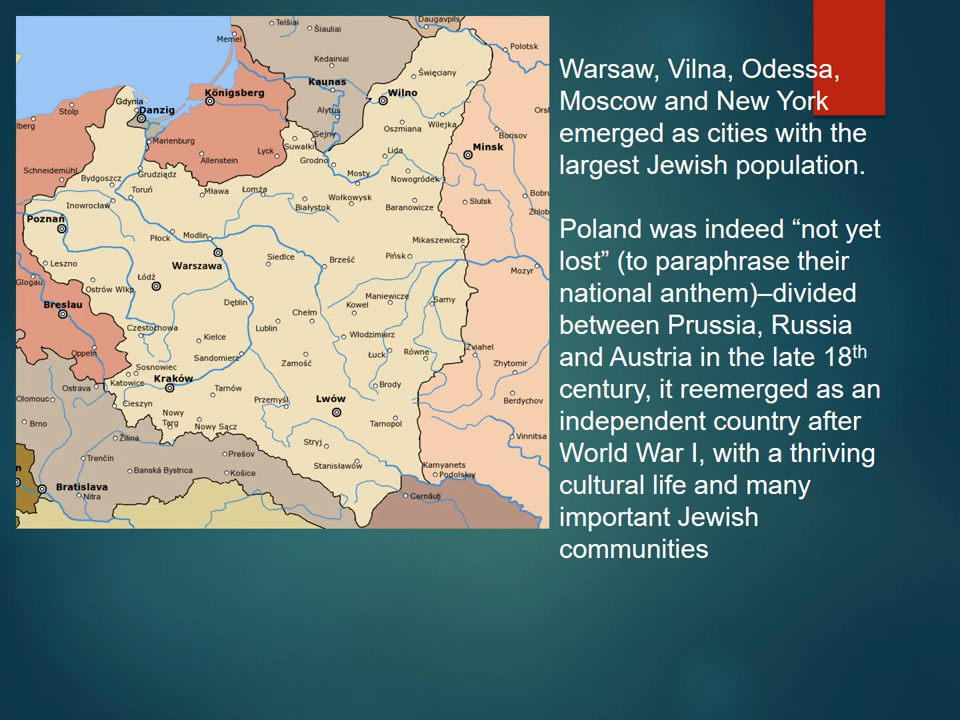 Telšiai
Šiauliai
Daugavpils
Memel
Polotsk
Kėdainiai
Święciany
Kaunas
Wilno
Königsberg
Gdynia
Danzig
Stolp
Alytus
Oszmiana
Wilejka
Borisov
Marienburg
Sejny
Suwałki
Minsk
Lyck
Allenstein
Lida
Grodno
Schneidemühl
Grudziądz
Mosty
Nowogródek
Bydgoszcz
Toruń
Mława
Łomża
Wołkowysk
Slutsk
Inowrocław
Białystok
Baranowicze
Poznań
Płock
Modlin
Mikaszewicze
Warszawa
Siedlce
Brześć
Pińsk
Leszno
Mozyr
Łódź
Glogau
Ostrów Wlkp.
Breslau
Dęblin
Maniewicze
Sarny
Kowel
Chełm
Lublin
Częstochowa
Kielce
Włodzimierz
Zviahel
Oppeln
Sandomierz
Zamość
Łuck
Równe
Zhytomir
Sosnowiec
Katowice
Kraków
Tarnów
Brody
Ostrava
Olomouc
Cieszyn
Przemyśl
Lwów
Berdychov
Nowy
Targ
Nowy Sącz
Tarnopol
Brno
Žilina
Stryj
Vinnitsa
Trenčín
Prešov
Banská Bystrica
Košice
Stanisławów
Kamyanets
Podolskiy
Bratislava
Nitra
Cernăuți
Warsaw, Vilna, Odessa,
Moscow and New York
emerged as cities with the
largest Jewish population.
Poland was indeed “not yet
lost” (to paraphrase their
national anthem)–divided
between Prussia, Russia
and Austria in the late 18th
century, it reemerged as an
independent country after
World War I, with a thriving
cultural life and many
important Jewish
communities